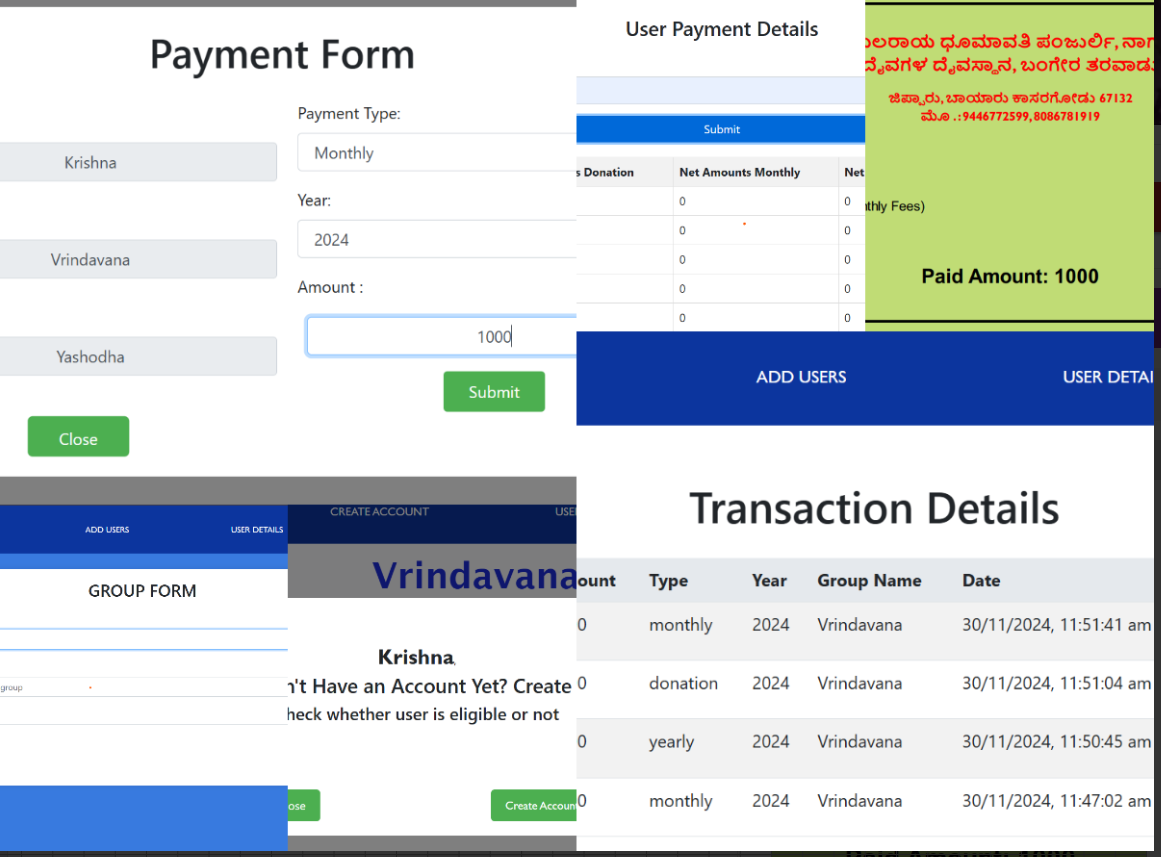 Payment Form
Payment Type:
Krishna
Monthly
Year:
Vrindavana
2024
Amount :
Yashodha
1000
Submit
Close
User Payment Details
Submit
s Donation Net Amounts Monthly Net
0 0
0 0
0 0
0 0
0 0
ಲರಾಯ ಧೂಮಾವತಿ ಪಂಜುರ್ಲಿ, ನಾಗ
ದೈವಗಳ ದೈವಸ್ಥಾನ, ಬಂಗೇರ ತರವಾಡು
ಜಿಪ್ಪಾರು, ಬಾಯಾರು ಕಾಸರಗೋಡು 67132
ಮೊ .:9446772599,8086781919
thly Fees)
Paid Amount: 1000
ADD USERS USER DETAI
Transaction Details
ount Type Year Group Name Date
0 monthly 2024 Vrindavana 30/11/2024, 11:51:41 am
0 donation 2024 Vrindavana 30/11/2024, 11:51:04 am
0 yearly 2024 Vrindavana 30/11/2024, 11:50:45 am
0 monthly 2024 Vrindavana 30/11/2024, 11:47:02 am
ADD USERS USER DETAILS
GROUP FORM
group
CREATE ACCOUNT USE
Vrindavana
Krishna
n't Have an Account Yet? Create
heck whether user is eligible or not
ose Create Accoun